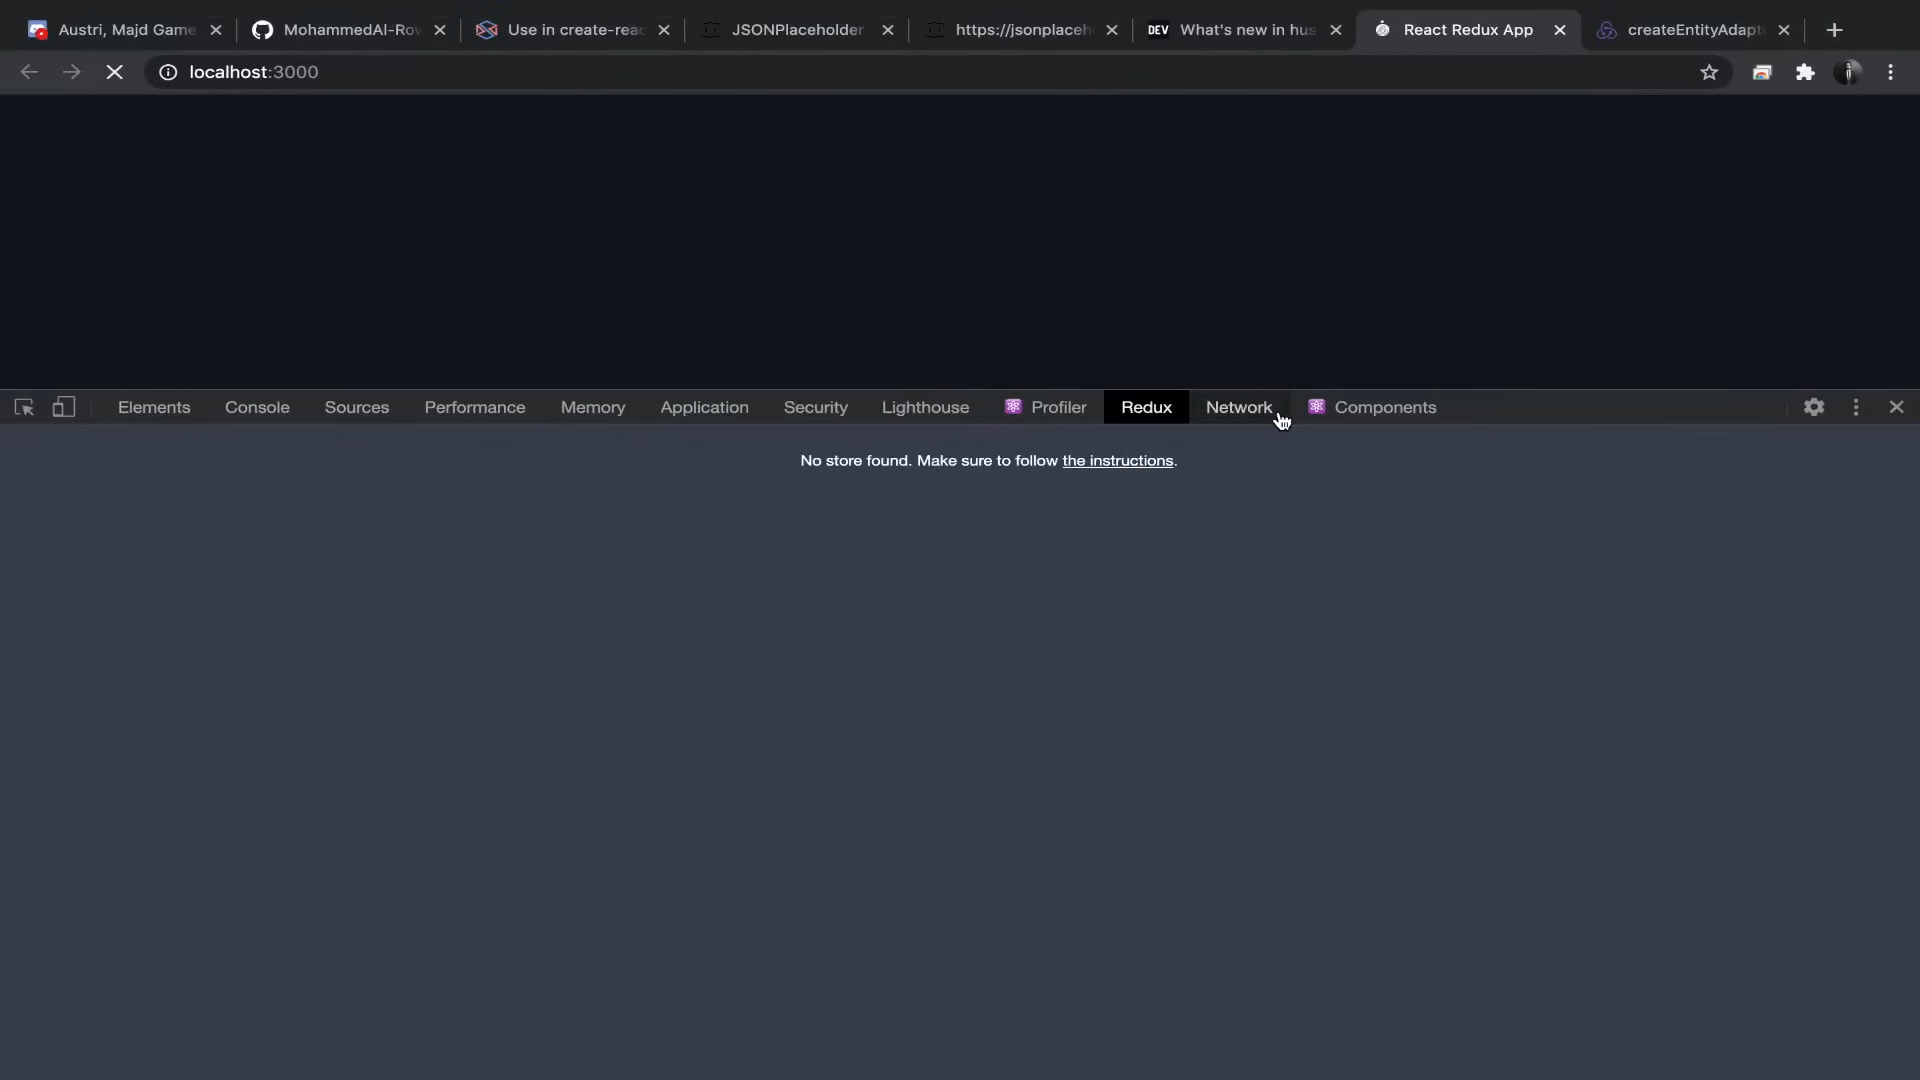 Austri, Majd Game
MohammedAl-Rov
Use in create-reac
JSONPlaceholder
https://jsonplaceh
DEV What's new in hus
React Redux App
createEntityAdapt
localhost:3000
Elements Console Sources Performance Memory Application Security Lighthouse Profiler Redux Network Components
No store found. Make sure to follow the instructions.